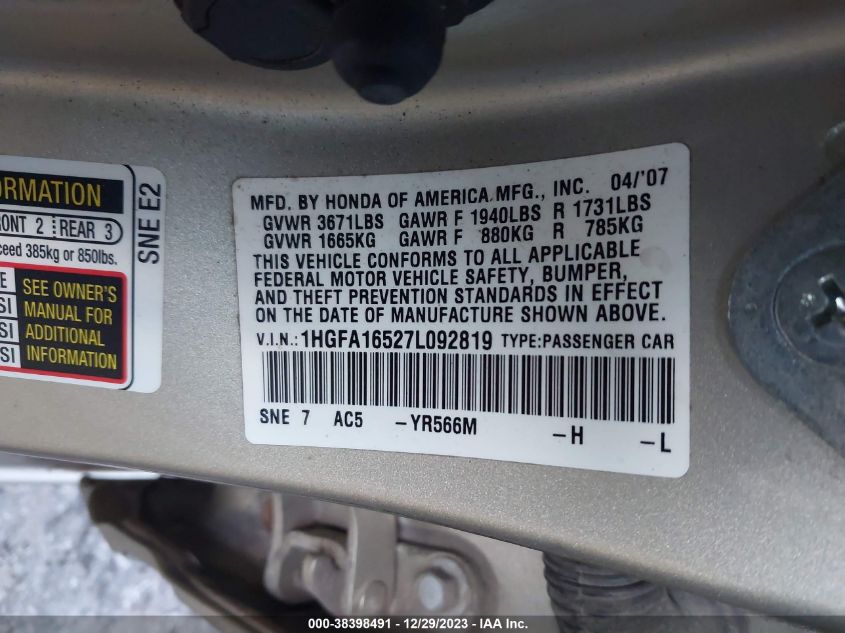 ORMATION
RONT 2 REAR 3
ceed 385kg or 850lbs.
SNE E2
E
SI
SI
SEE OWNER'S
MANUAL FOR
ADDITIONAL
INFORMATION
MFD. BY HONDA OF AMERICA MFG., INC. 04/'07
GVWR 3671LBS GAWR F 1940LBS R 1731LBS
GVWR 1665KG GAWR F 880KG R 785KG
THIS VEHICLE CONFORMS TO ALL APPLICABLE
FEDERAL MOTOR VEHICLE SAFETY, BUMPER,
AND THEFT PREVENTION STANDARDS IN EFFECT
ON THE DATE OF MANUFACTURE SHOWN ABOVE.
V.I.N.: 1HGFA16527L092819 TYPE:PASSENGER CAR
SNE 7 AC5 -YR566M -H -L
000-38398491 - 12/29/2023 - IAA Inc.